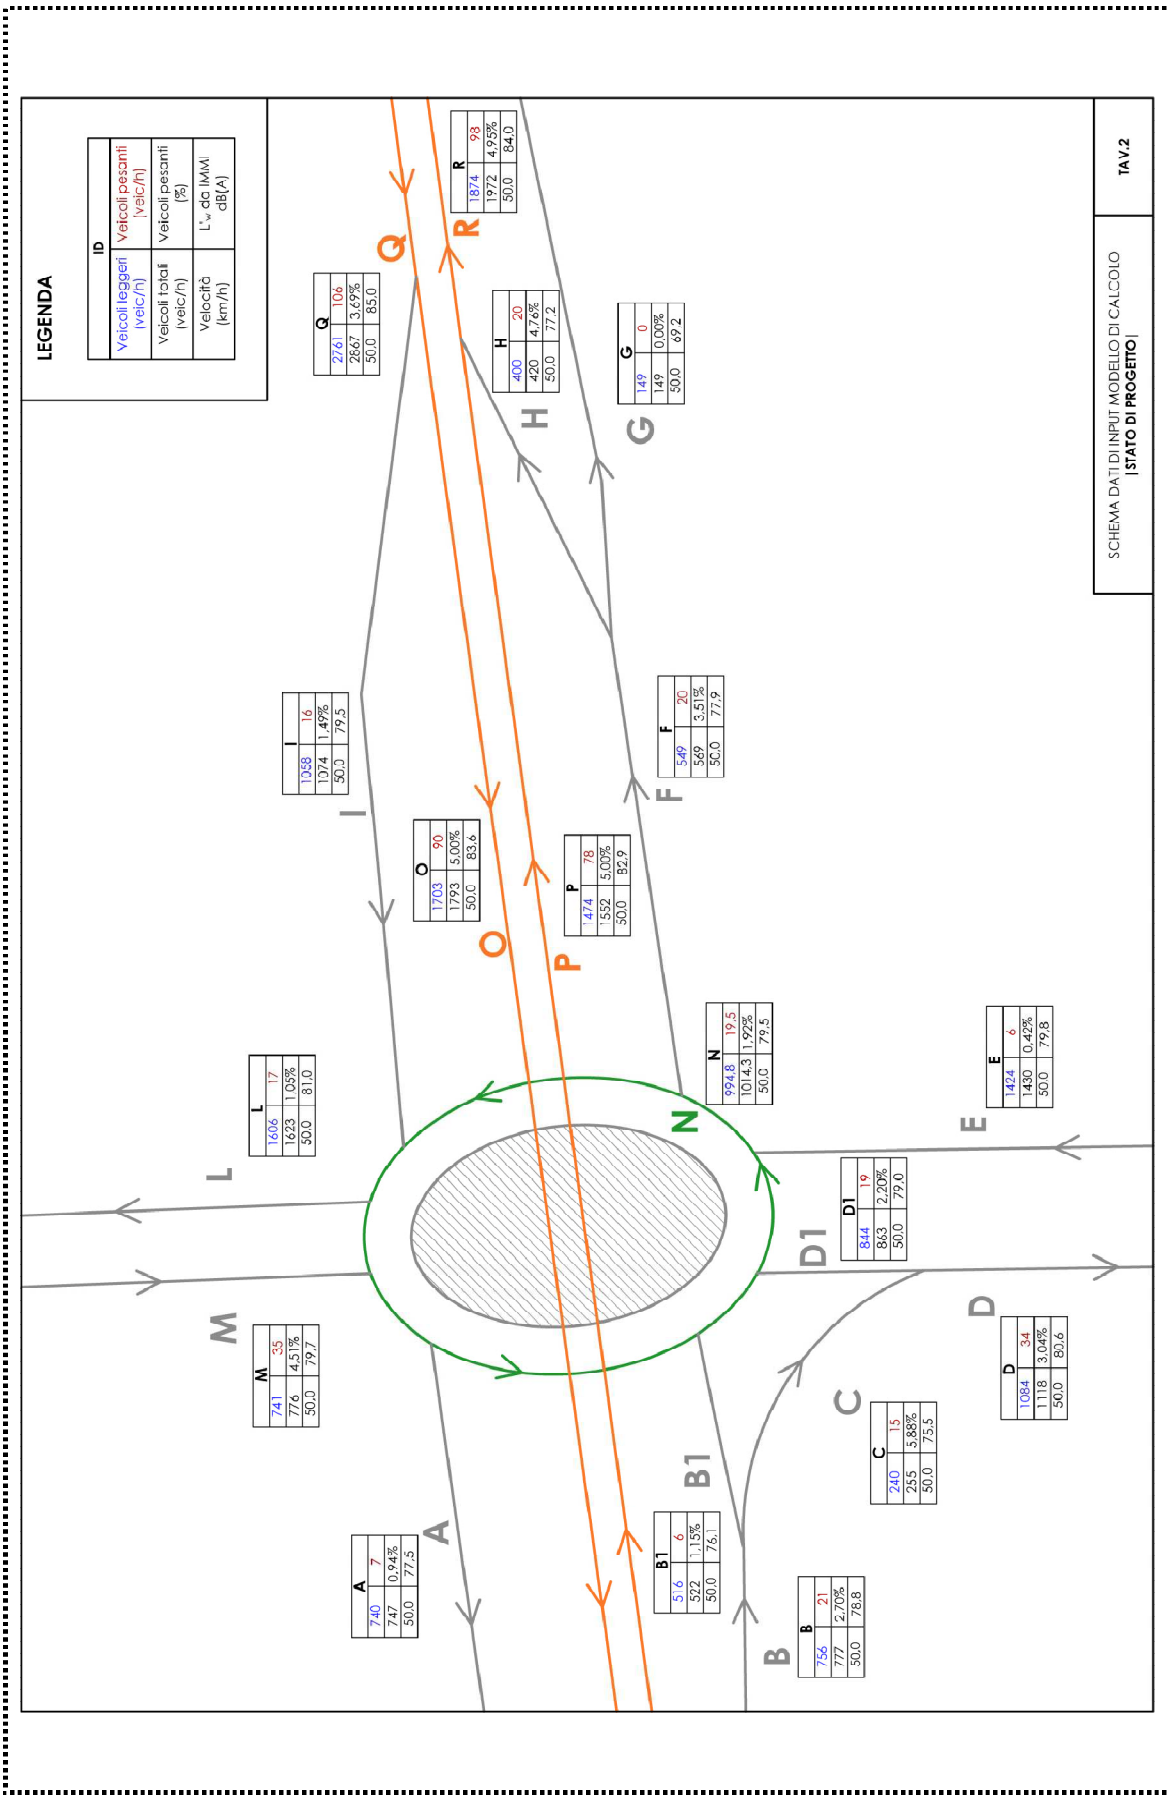 LEGENDA
ID
Veicoli leggeri (veic/h) Veicoli pesanti (veic/h)
Veicoli totali (veic/h) Veicoli pesanti (%)
Velocità (km/h) L'w da IMMI dB(A)
Q
2761 106
2867 3,69%
50,0 85,0
Q
R
1874 98
1972 4,95%
50,0 84,0
R
H
400 20
420 4,76%
50,0 77,2
H
G
149 0
149 0,00%
50,0 69,2
G
I
1058 16
1074 1,49%
50,0 79,5
I
O
1703 90
1793 5,00%
50,0 83,6
O
P
1474 78
1552 5,00%
50,0 82,9
P
F
549 20
569 3,51%
50,0 77,9
F
L
1606 17
1623 1,05%
50,0 81,0
L
N
994,8 19,5
1014,3 1,92%
50,0 79,5
N
E
1424 6
1430 0,42%
50,0 79,8
E
M
741 35
776 4,51%
50,0 79,7
M
D1
844 19
863 2,20%
50,0 79,0
D1
D
1084 34
1118 3,04%
50,0 80,6
D
C
240 15
255 5,88%
50,0 75,5
C
A
740 7
747 0,94%
50,0 77,5
A
B1
516 6
522 1,15%
50,0 76,1
B1
B
756 21
777 2,70%
50,0 78,8
B
SCHEMA DATI DI INPUT MODELLO DI CALCOLO
|STATO DI PROGETTO|
TAV.2